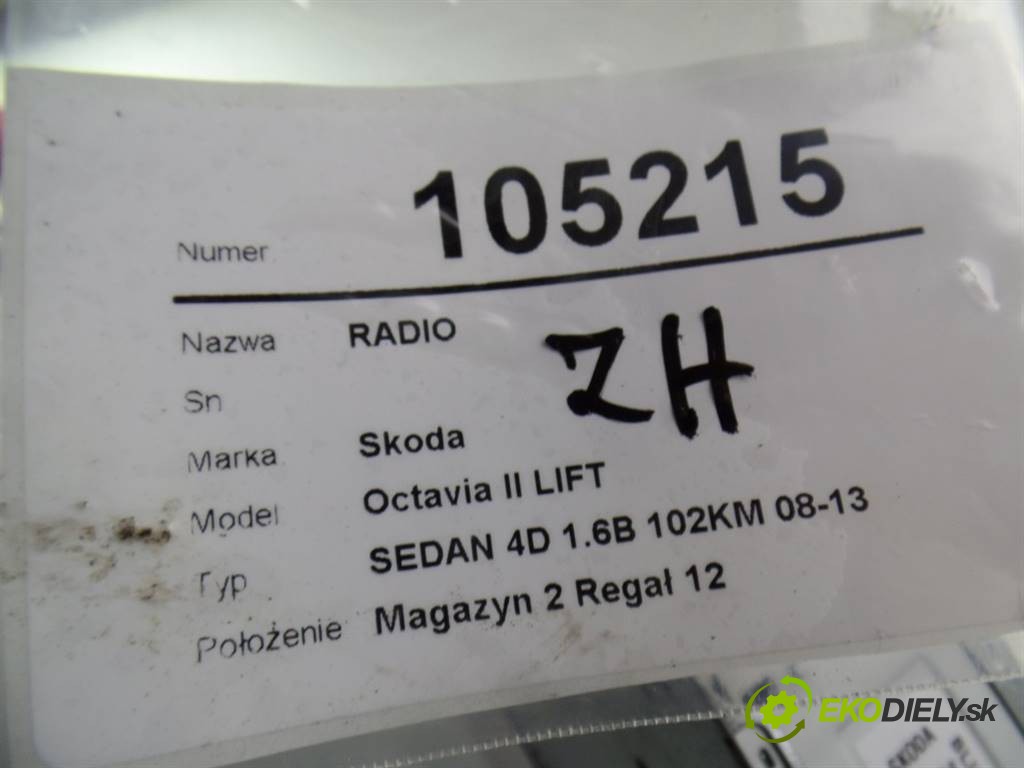 Numer 105215
Nazwa RADIO
ZH
Sn
Marka Skoda
Model Octavia II LIFT
Typ SEDAN 4D 1.6B 102KM 08-13
Położenie Magazyn 2 Regał 12
EKODIELY.sk
SKODA